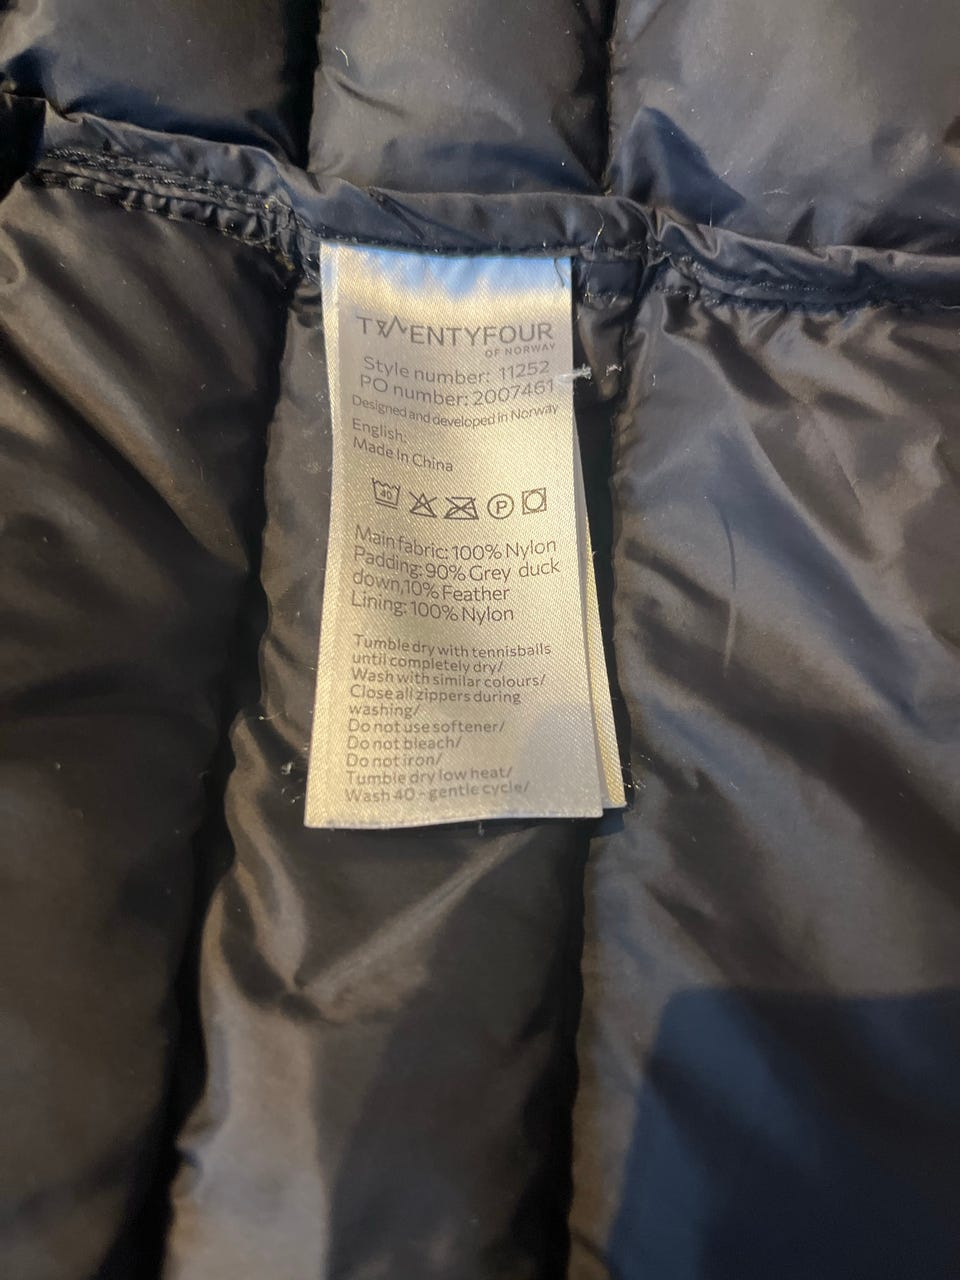 TWENTYFOUR
OF NORWAY
Style number: 11252
PO number: 2007461
Designed and developed in Norway
English:
Made In China
40 P
Main fabric: 100% Nylon
Padding: 90% Grey duck
down, 10% Feather
Lining: 100% Nylon
Tumble dry with tennisballs
until completely dry/
Wash with similar colours/
Close all zippers during
washing/
Do not use softener/
Do not bleach/
Do not iron/
Tumble dry low heat/
Wash 40 - gentle cycle/